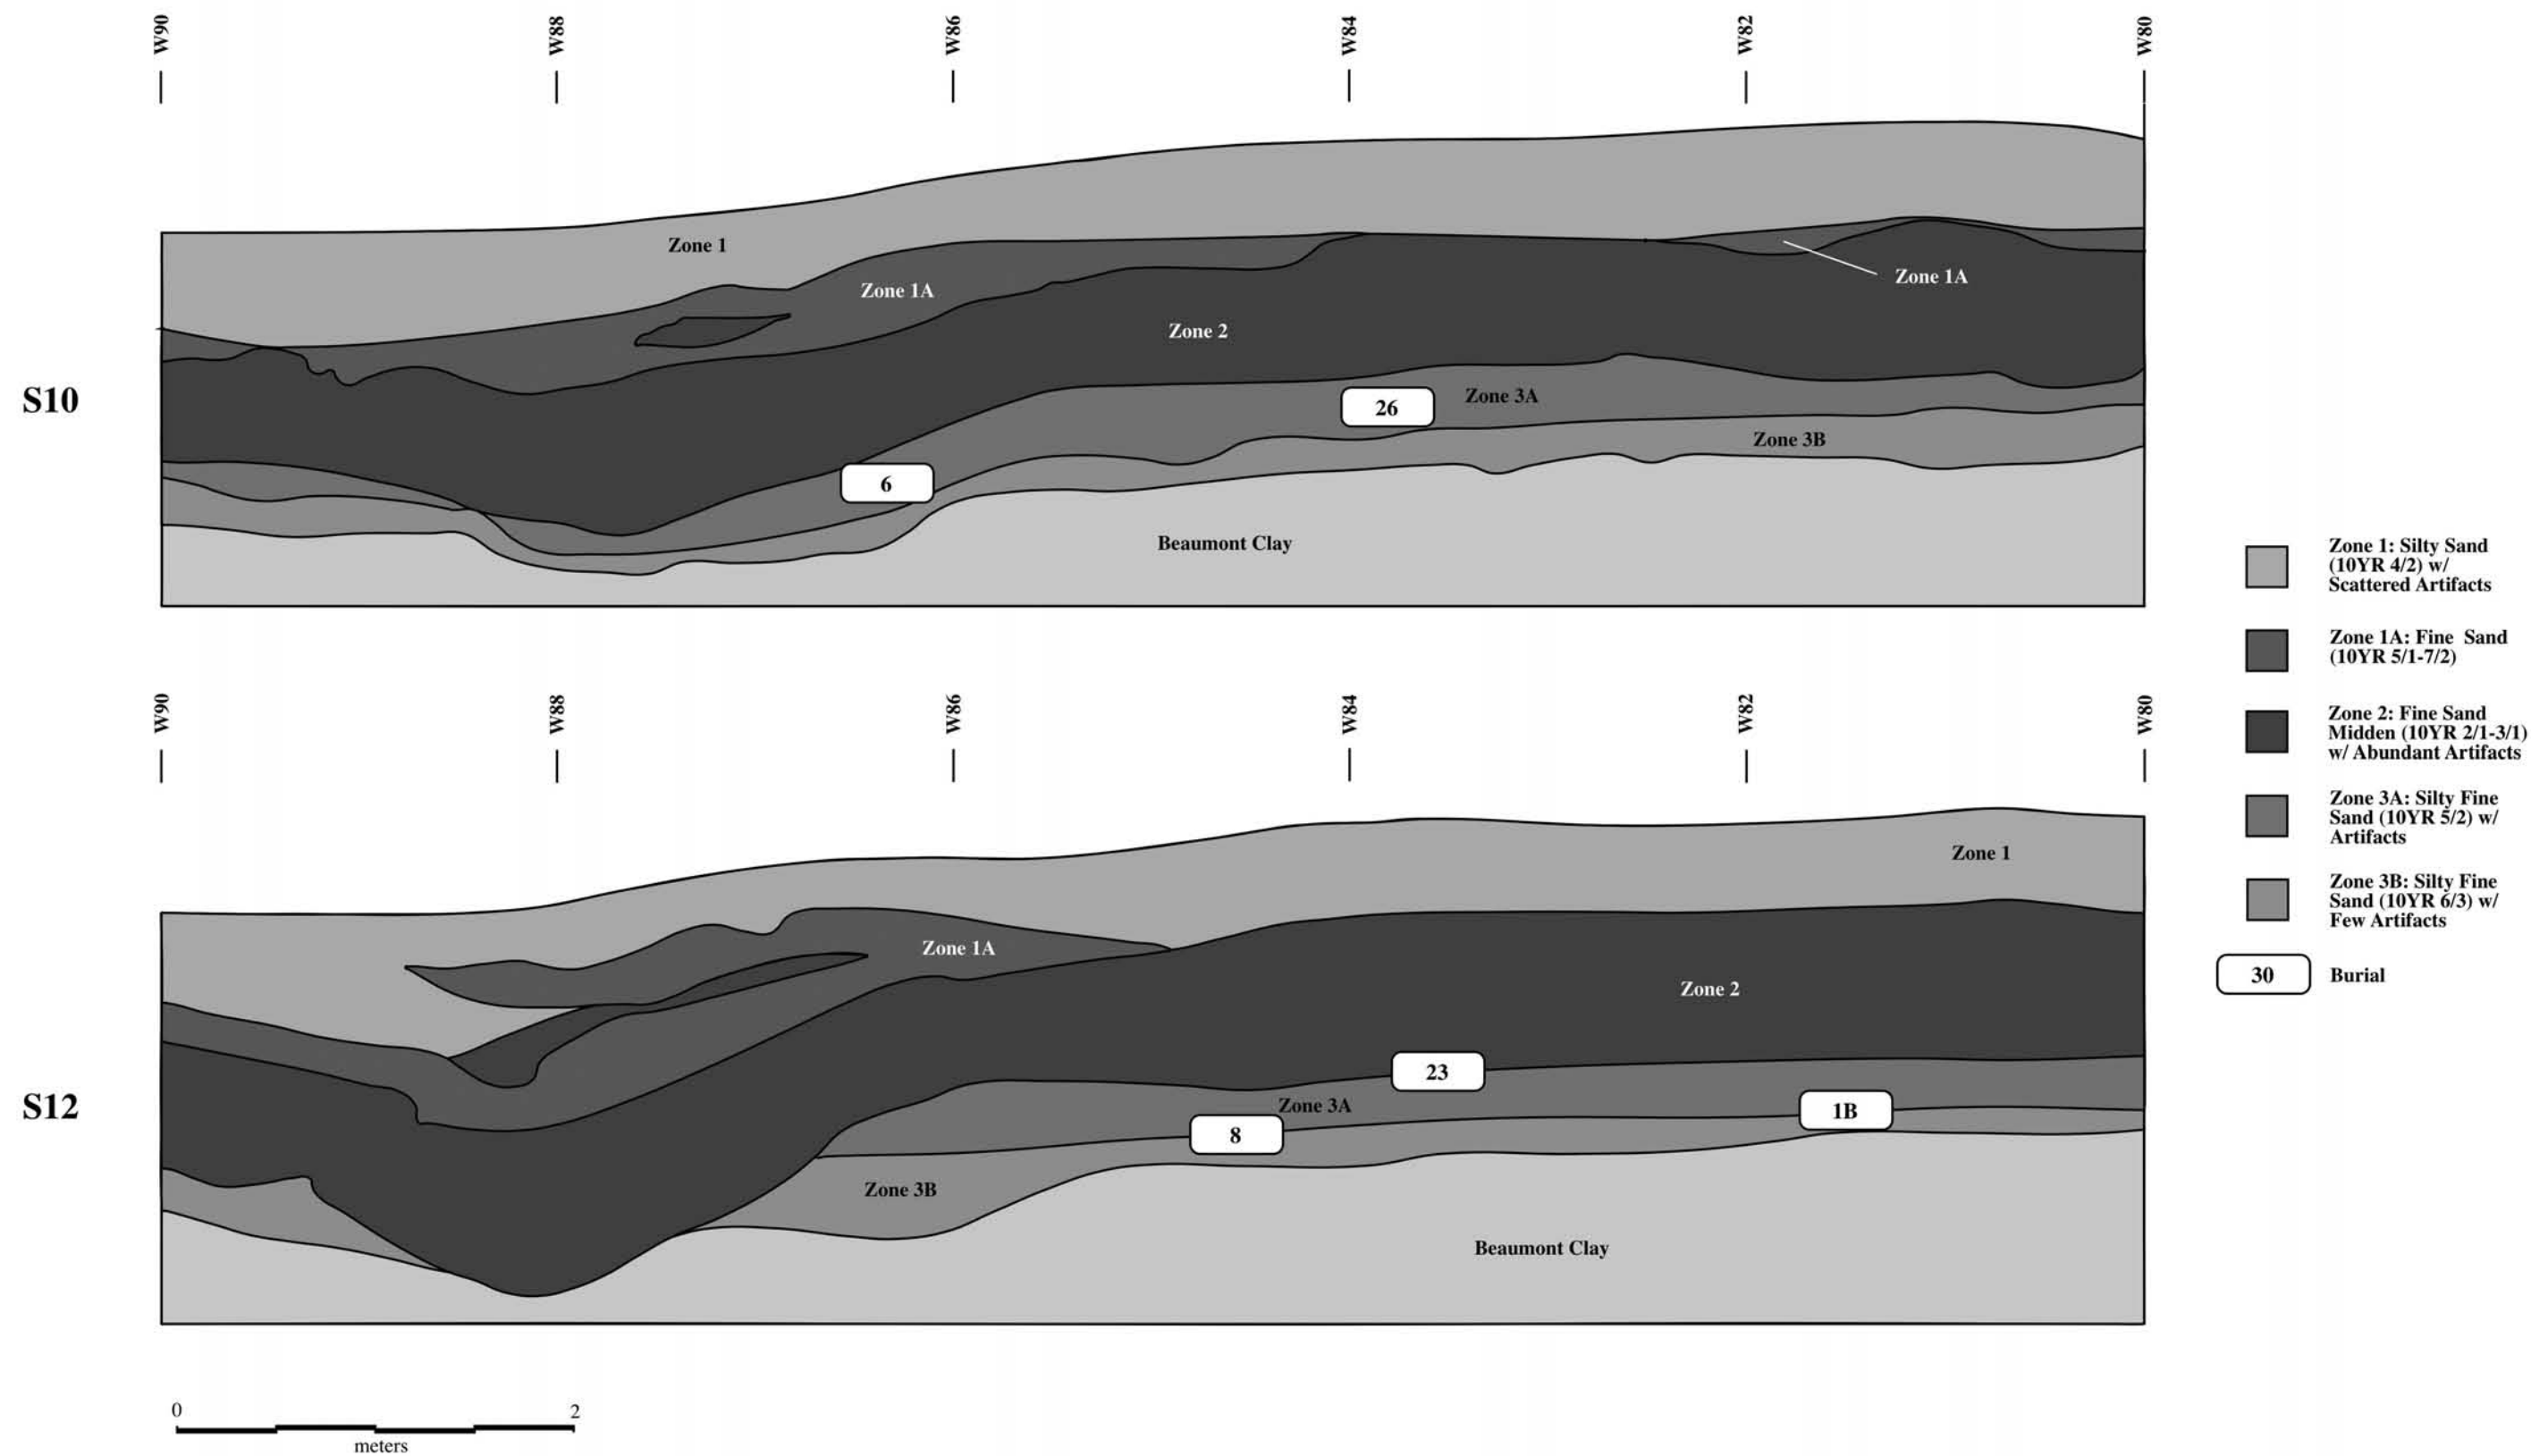 W90
W88
W86
W84
W82
W80
Zone 1
Zone 1A
Zone 1A
Zone 2
S10
26
Zone 3A
Zone 3B
6
Beaumont Clay
W90
W88
W86
W84
W82
W80
Zone 1
Zone 1A
Zone 2
23
S12
Zone 3A
1B
8
Zone 3B
Beaumont Clay
0
2
meters
Zone 1: Silty Sand
(10YR 4/2) w/
Scattered Artifacts
Zone 1A: Fine Sand
(10YR 5/1-7/2)
Zone 2: Fine Sand
Midden (10YR 2/1-3/1)
w/ Abundant Artifacts
Zone 3A: Silty Fine
Sand (10YR 5/2) w/
Artifacts
Zone 3B: Silty Fine
Sand (10YR 6/3) w/
Few Artifacts
30
Burial